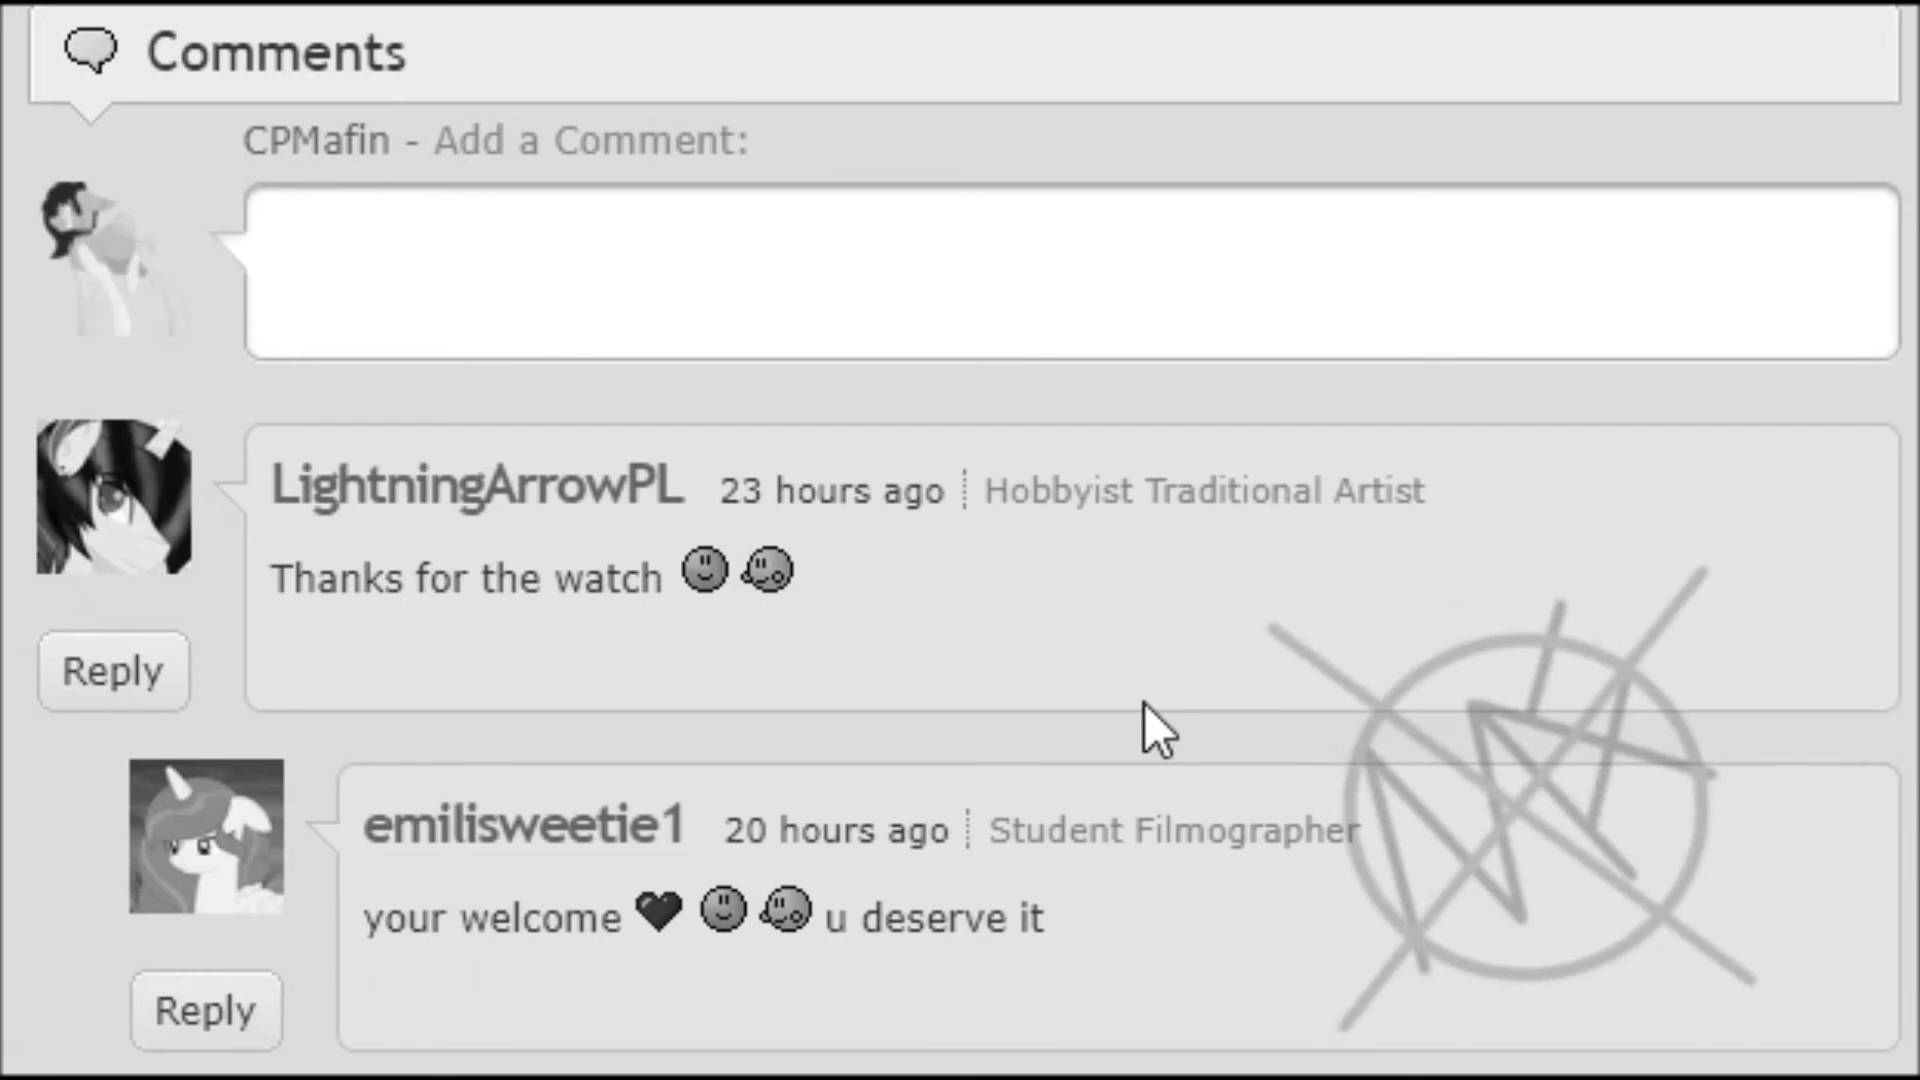 Comments
CPMafin - Add a Comment:
LightningArrowPL 23 hours ago Hobbyist Traditional Artist
Thanks for the watch
Reply
emilisweetie1 20 hours ago Student Filmographer
your welcome u deserve it
Reply